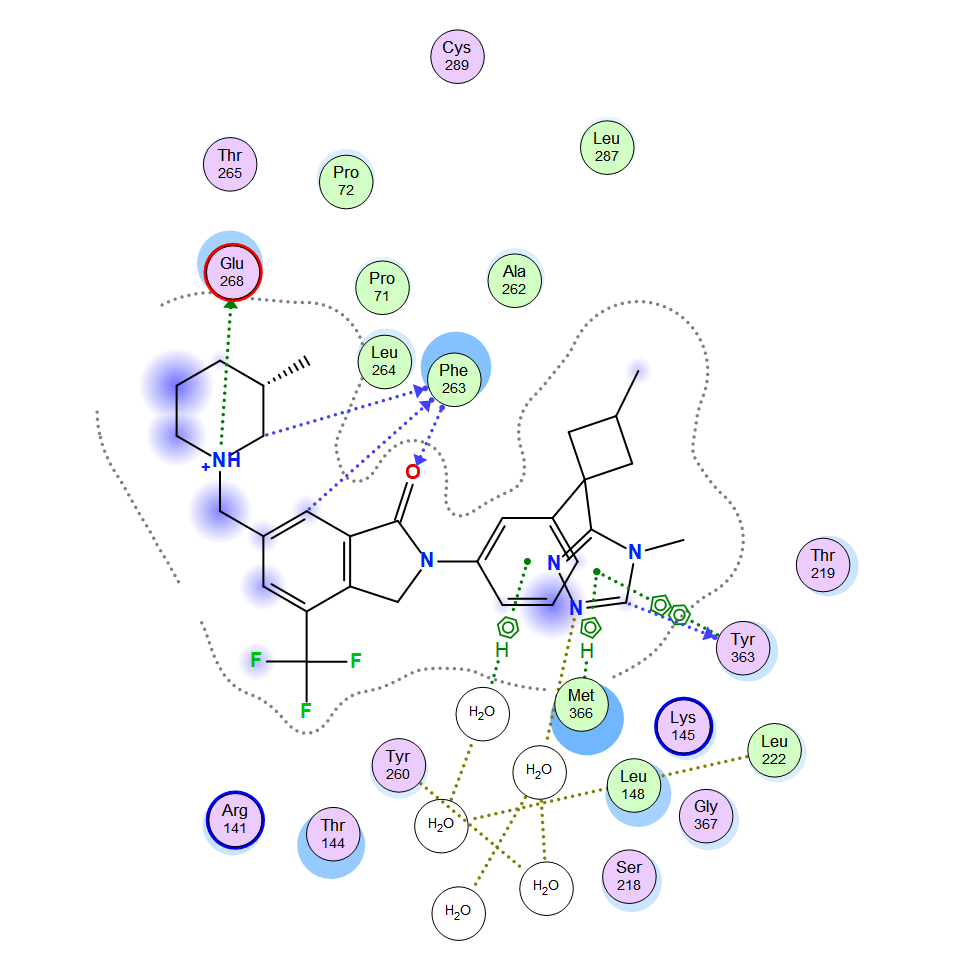 Cys
289
Leu
287
Thr
265
Pro
72
Glu
268
Pro
71
Ala
262
Leu
264
Phe
263
+NH
O
N
N
N
N
Thr
219
Tyr
363
H
H
F
F
F
H₂O
Met
366
Lys
145
Leu
222
Tyr
260
H₂O
Leu
148
Arg
141
Thr
144
H₂O
Gly
367
Ser
218
H₂O
H₂O